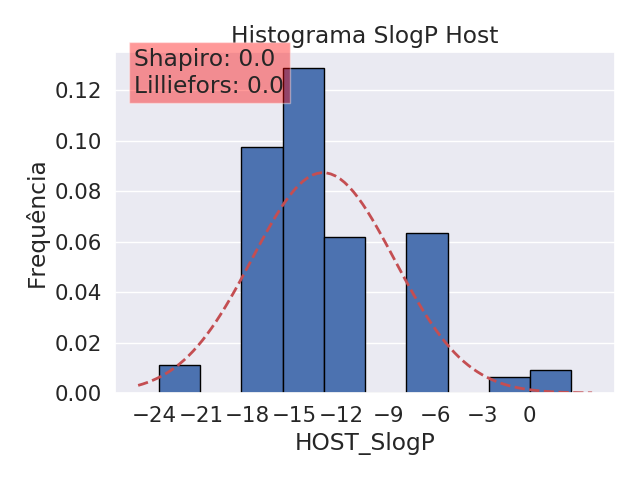 Histograma SlogP Host
Shapiro: 0.0
Lilliefors: 0.0
0.12
0.10
0.08
0.06
0.04
0.02
0.00
Frequência
−24 −21 −18 −15 −12 −9 −6 −3 0
HOST_SlogP